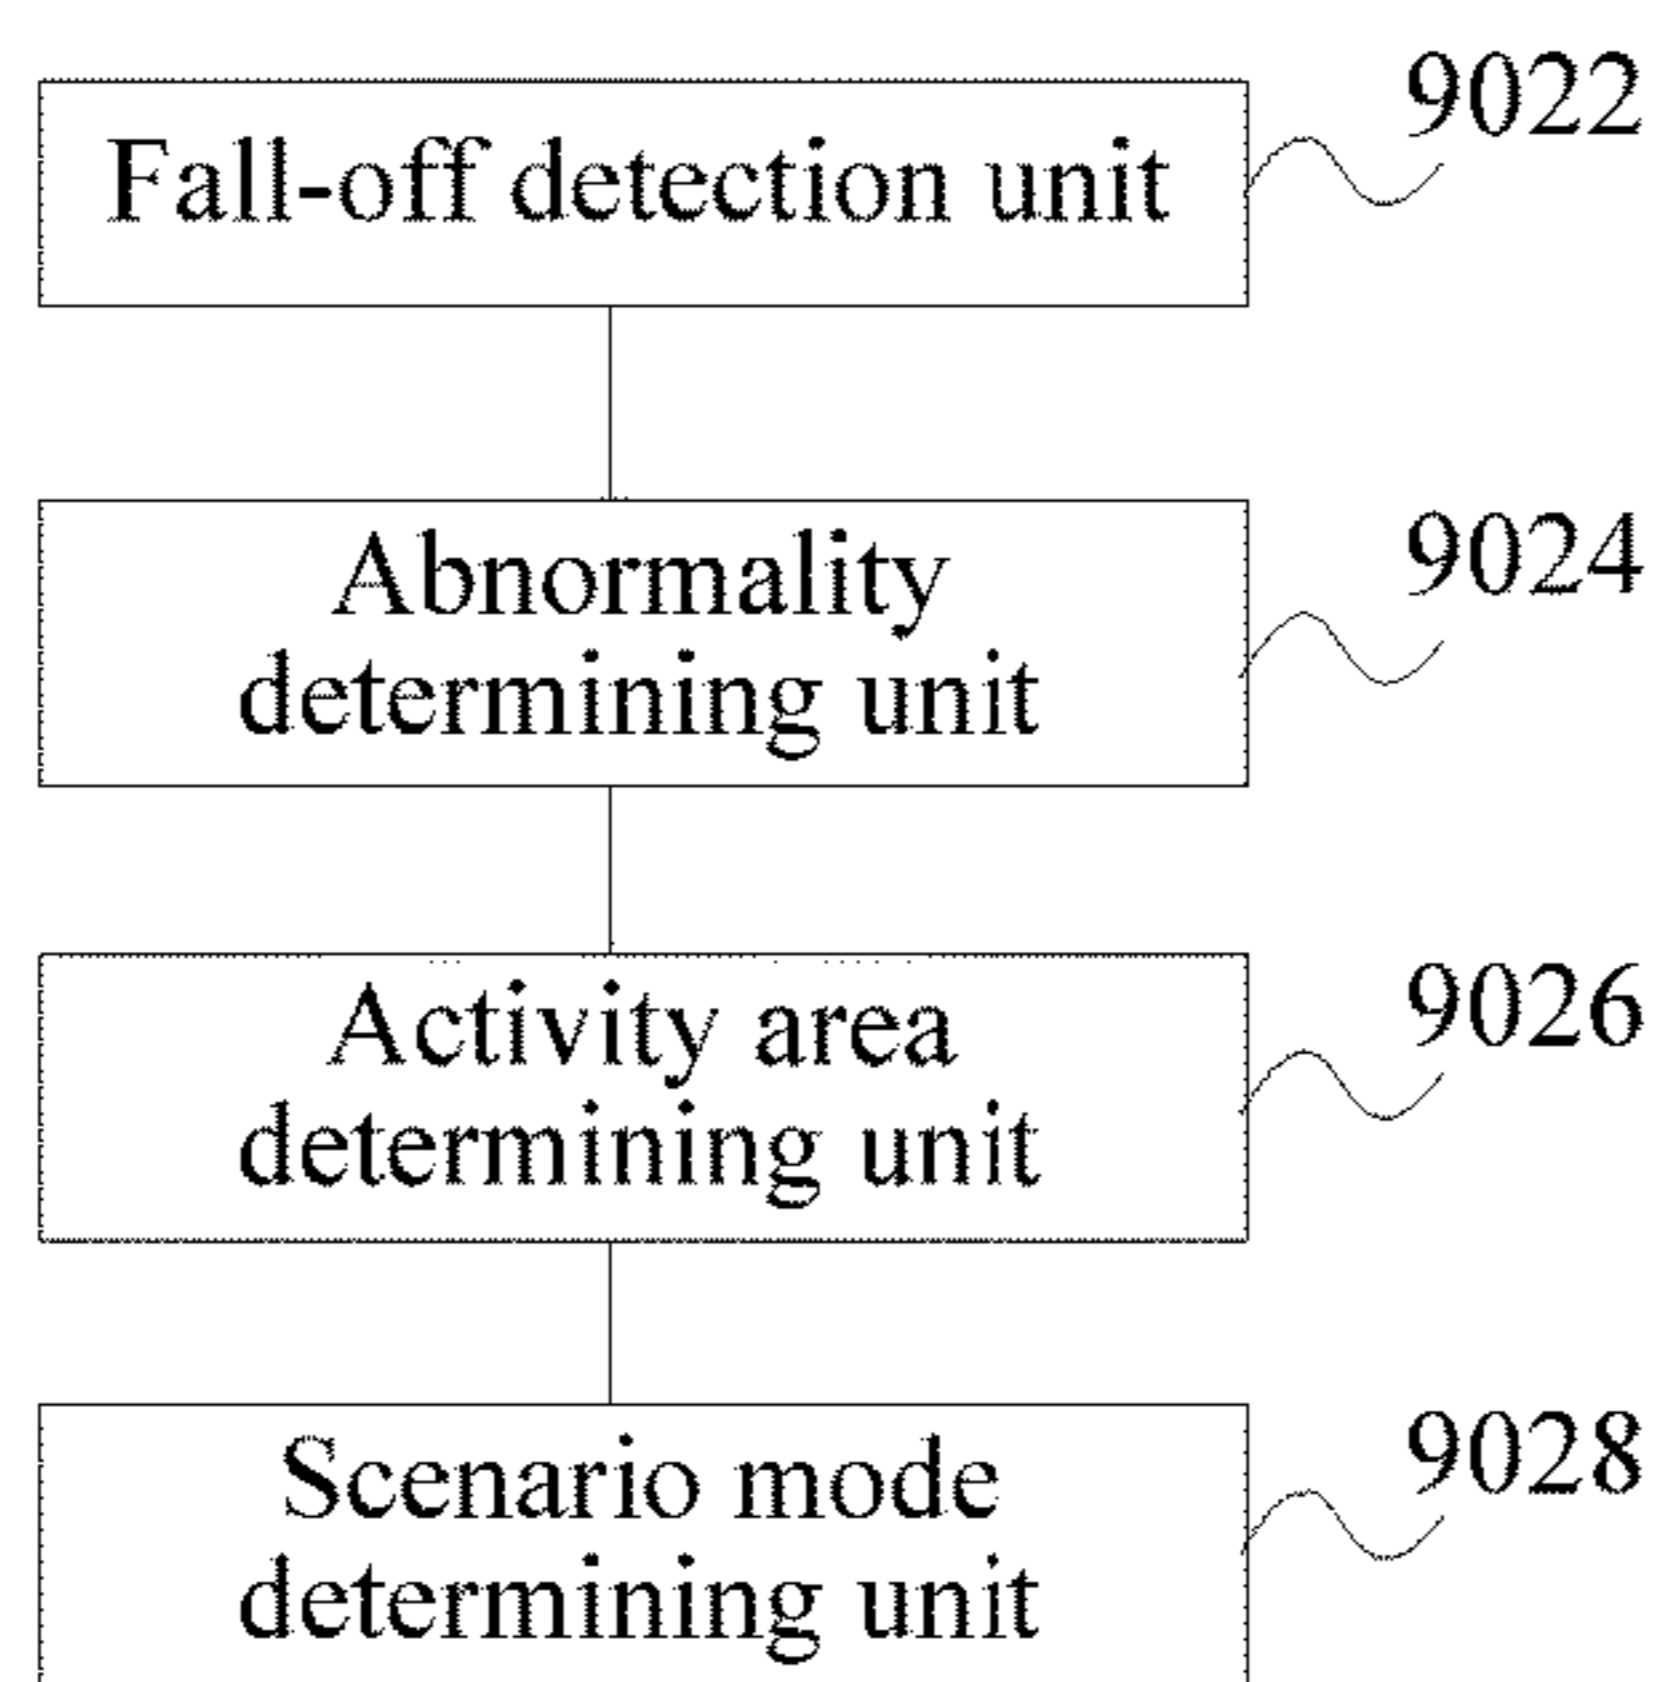 9022
Fall-off detection unit
9024
Abnormality
determining unit
9026
Activity area
determining unit
9028
Scenario mode
determining unit